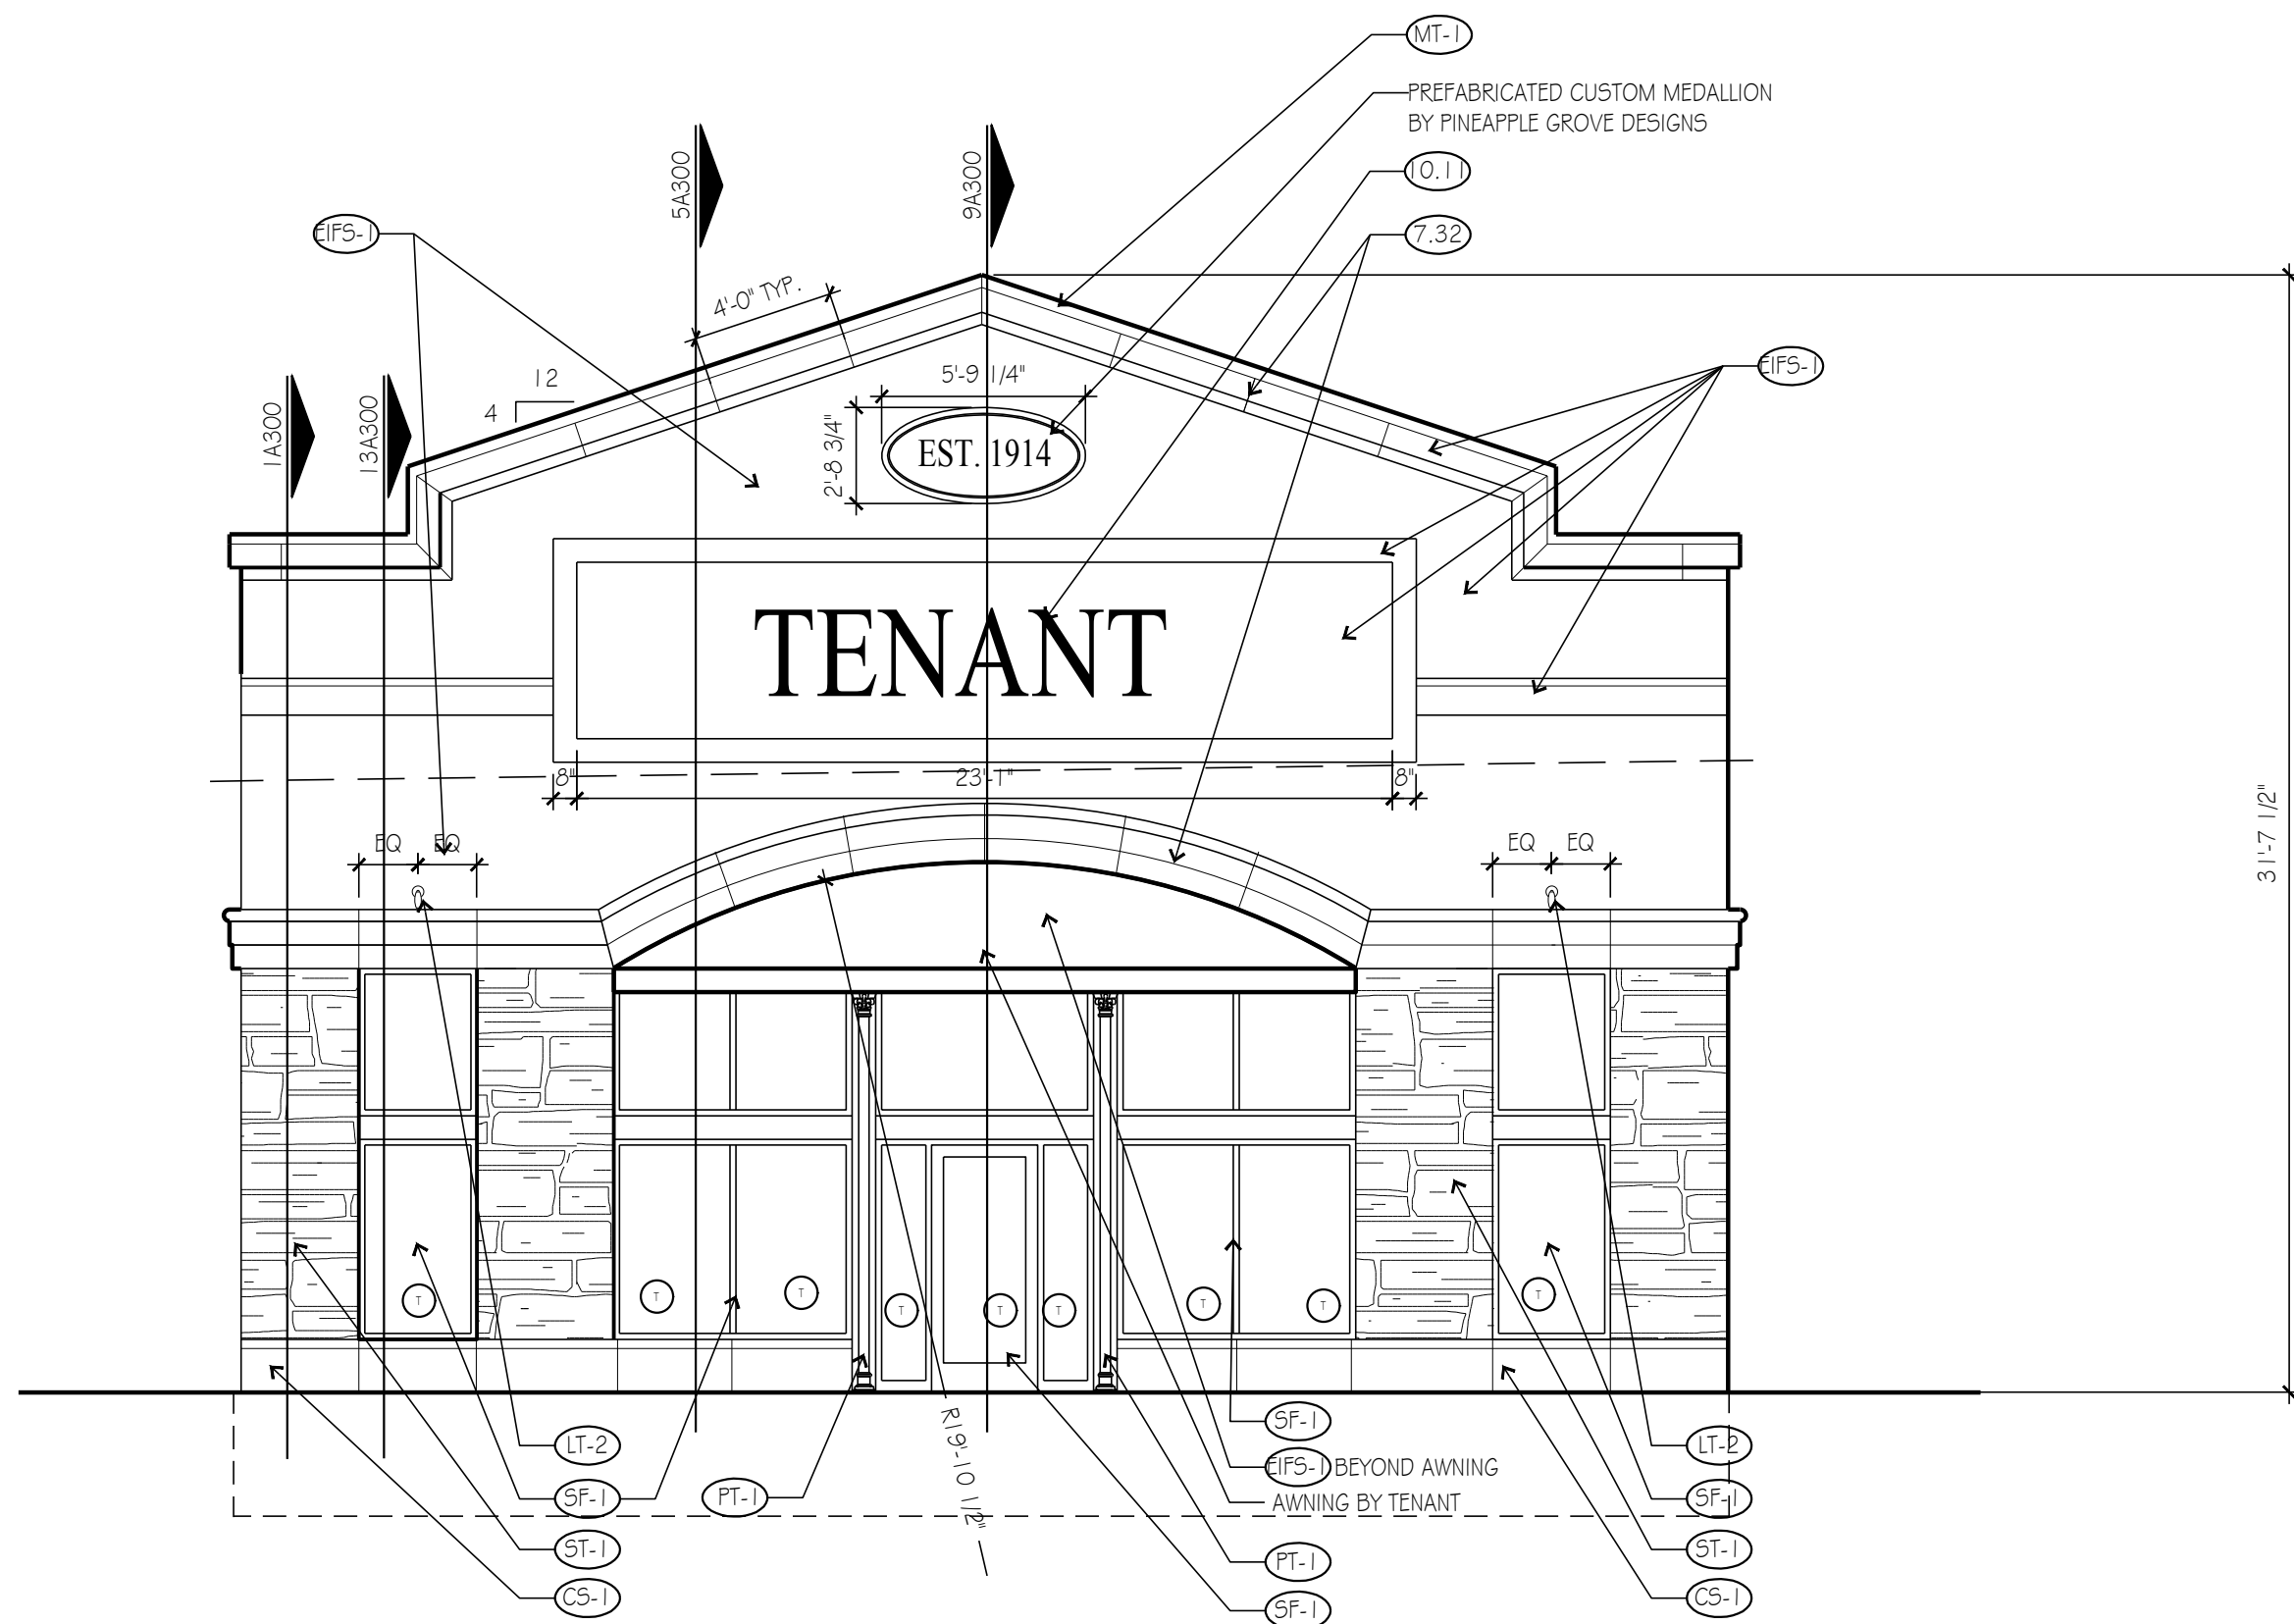 MT-1
PREFABRICATED CUSTOM MEDALLION
BY PINEAPPLE GROVE DESIGNS
5A300
9A300
10.11
EIFS-1
7.32
4'-0" TYP.
12
4
5'-9 1/4"
EIFS-1
1A300
13A300
2'-8 3/4"
EST. 1914
TENANT
8"
23'-1"
8"
31'-7 1/2"
EQ
EQ
EQ
EQ
T
T
T
T
T
T
T
T
T
R19'-10 1/2"
SF-1
LT-2
LT-2
EIFS-1 BEYOND AWNING
SF-1
PT-1
SF-1
AWNING BY TENANT
ST-1
PT-1
ST-1
CS-1
SF-1
CS-1